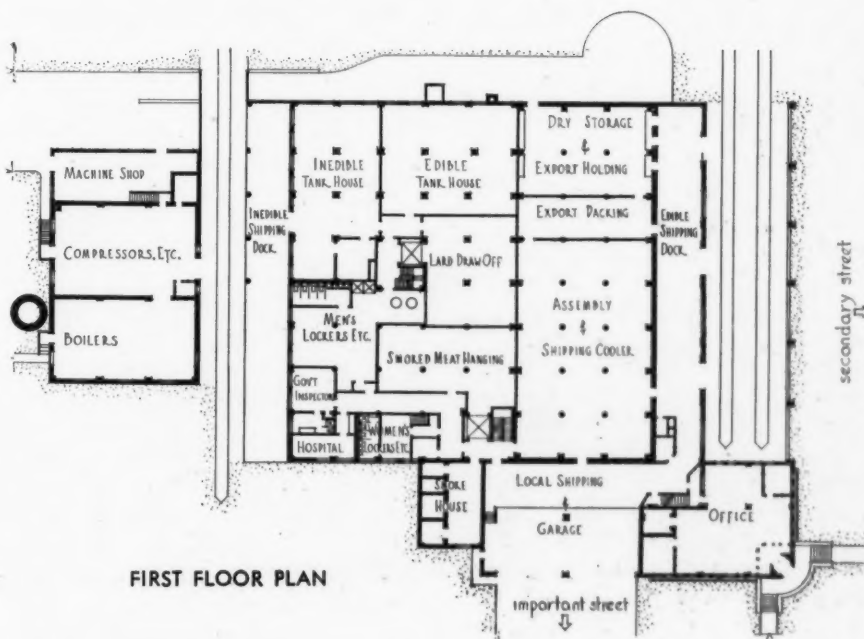 DRY STORAGE
&
EXPORT HOLDING
INEDIBLE
TANK HOUSE
EDIBLE
TANK HOUSE
MACHINE SHOP
EXPORT PACKING
INEDIBLE
SHIPPING
DOCK
EDIBLE
SHIPPING
DOCK
COMPRESSORS, ETC.
LARD DRAW OFF
secondary street
ASSEMBLY
&
SHIPPING COOLER
MEN'S
LOCKERS ETC.
BOILERS
SMOKED MEAT HANGING
GOV'T
INSPECTOR
HOSPITAL
WOMEN'S
LOCKERS ETC.
SMOKE
HOUSE
LOCAL SHIPPING
&
GARAGE
OFFICE
FIRST FLOOR PLAN
important street